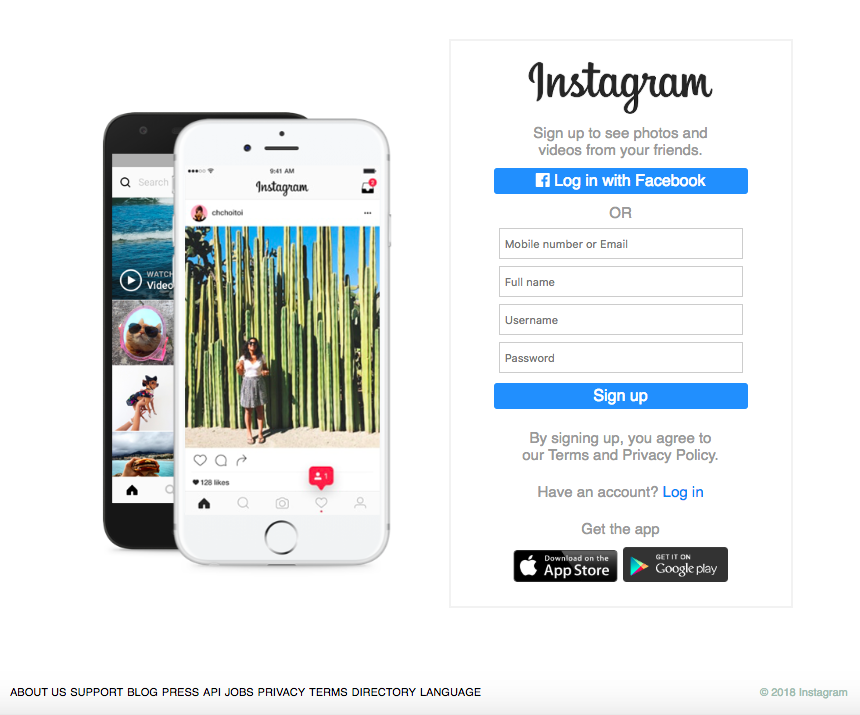 Search
WATCH
Video
9:41 AM
Instagram
2
chchoitoi
1
128 likes
Instagram
Sign up to see photos and
videos from your friends.
Log in with Facebook
OR
Mobile number or Email
Full name
Username
Password
Sign up
By signing up, you agree to
our Terms and Privacy Policy.
Have an account? Log in
Get the app
Download on the
App Store
GET IT ON
Google play
ABOUT US SUPPORT BLOG PRESS API JOBS PRIVACY TERMS DIRECTORY LANGUAGE
© 2018 Instagram